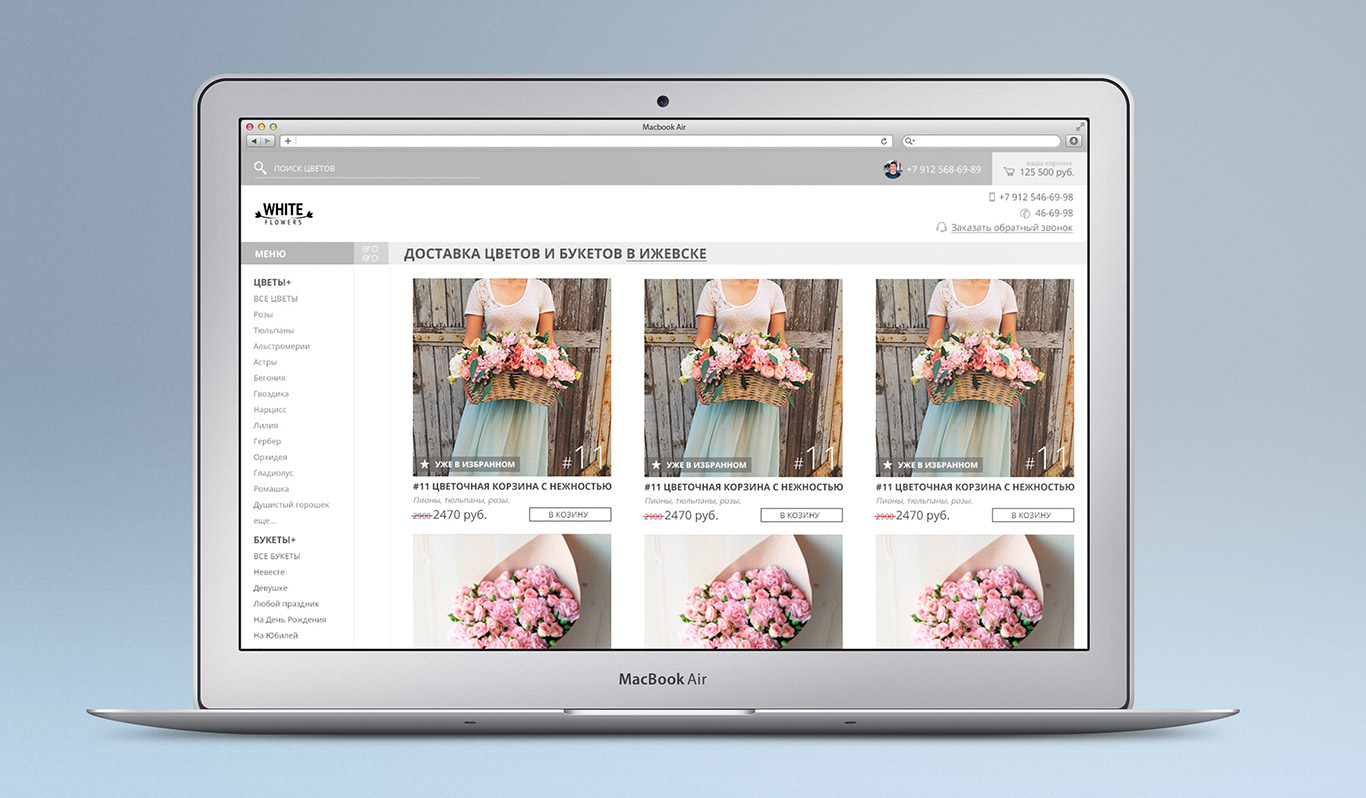 Macbook Air
ПОИСК ЦВЕТОВ
+7 912 568-69-89
ваша корзина
125 500 руб.
WHITE
FLOWERS
+7 912 546-69-98
46-69-98
Заказать обратный звонок
МЕНЮ
ДОСТАВКА ЦВЕТОВ И БУКЕТОВ В ИЖЕВСКЕ
ЦВЕТЫ+
ВСЕ ЦВЕТЫ
Розы
Тюльпаны
Альстромерии
Астры
Бегония
Гвоздика
Нарцисс
Лилия
Гербер
Орхидея
Гладиолус
Ромашка
Душистый горошек
еще...
БУКЕТЫ+
ВСЕ БУКЕТЫ
Невесте
Девушке
Любой праздник
На День Рождения
На Юбилей
УЖЕ В ИЗБРАННОМ #11
#11 ЦВЕТОЧНАЯ КОРЗИНА С НЕЖНОСТЬЮ
Пионы, тюльпаны, розы.
2900 2470 руб. В КОЗИНУ
УЖЕ В ИЗБРАННОМ #11
#11 ЦВЕТОЧНАЯ КОРЗИНА С НЕЖНОСТЬЮ
Пионы, тюльпаны, розы.
2900 2470 руб. В КОЗИНУ
УЖЕ В ИЗБРАННОМ #11
#11 ЦВЕТОЧНАЯ КОРЗИНА С НЕЖНОСТЬЮ
Пионы, тюльпаны, розы.
2900 2470 руб. В КОЗИНУ
MacBook Air